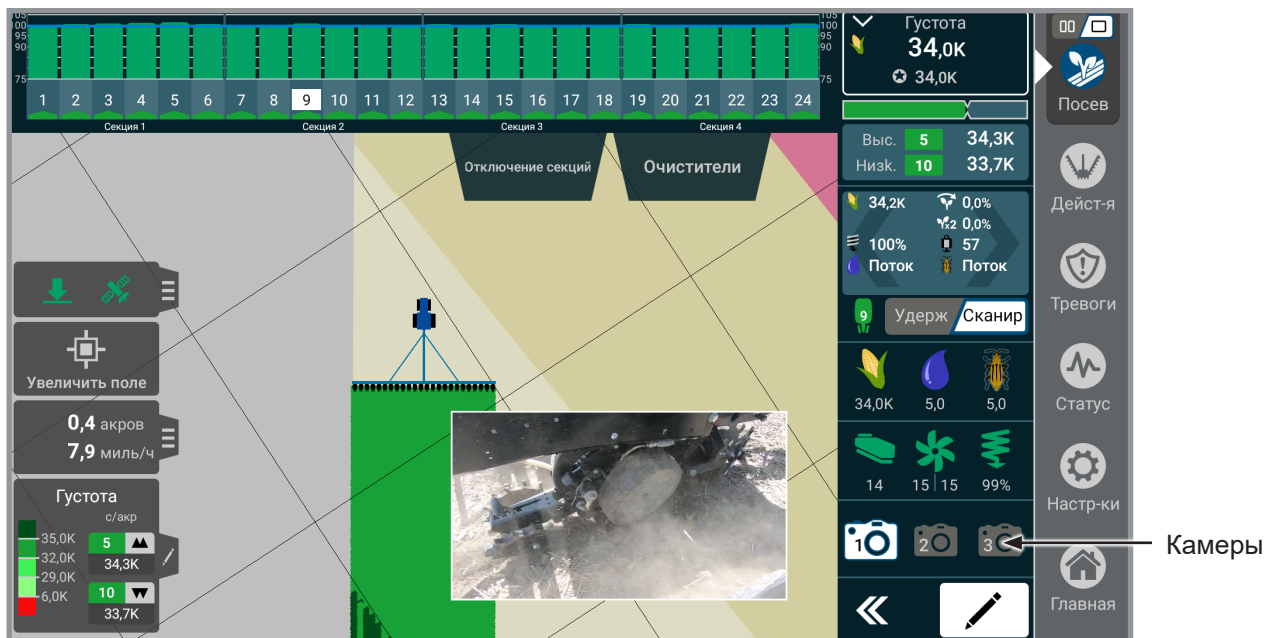 105
100
95
90
75
105
100
95
90
75
1 2 3 4 5 6 7 8 9 10 11 12 13 14 15 16 17 18 19 20 21 22 23 24
Секция 1 Секция 2 Секция 3 Секция 4
Отключение секций
Очистители
Увеличить поле
0,4 акров
7,9 миль/ч
Густота
с/акр
35,0K
32,0K
29,0K
6,0K
5
34,3K
10
33,7K
Густота
34,0K
34,0K
Выс. 5 34,3K
Низк. 10 33,7K
34,2K 0,0%
x2 0,0%
100% 57
Поток Поток
9 Удерж Сканир
34,0K 5,0 5,0
14 15 15 99%
1 2 3
Посев
Дейст-я
Тревоги
Статус
Настр-ки
Главная
Камеры